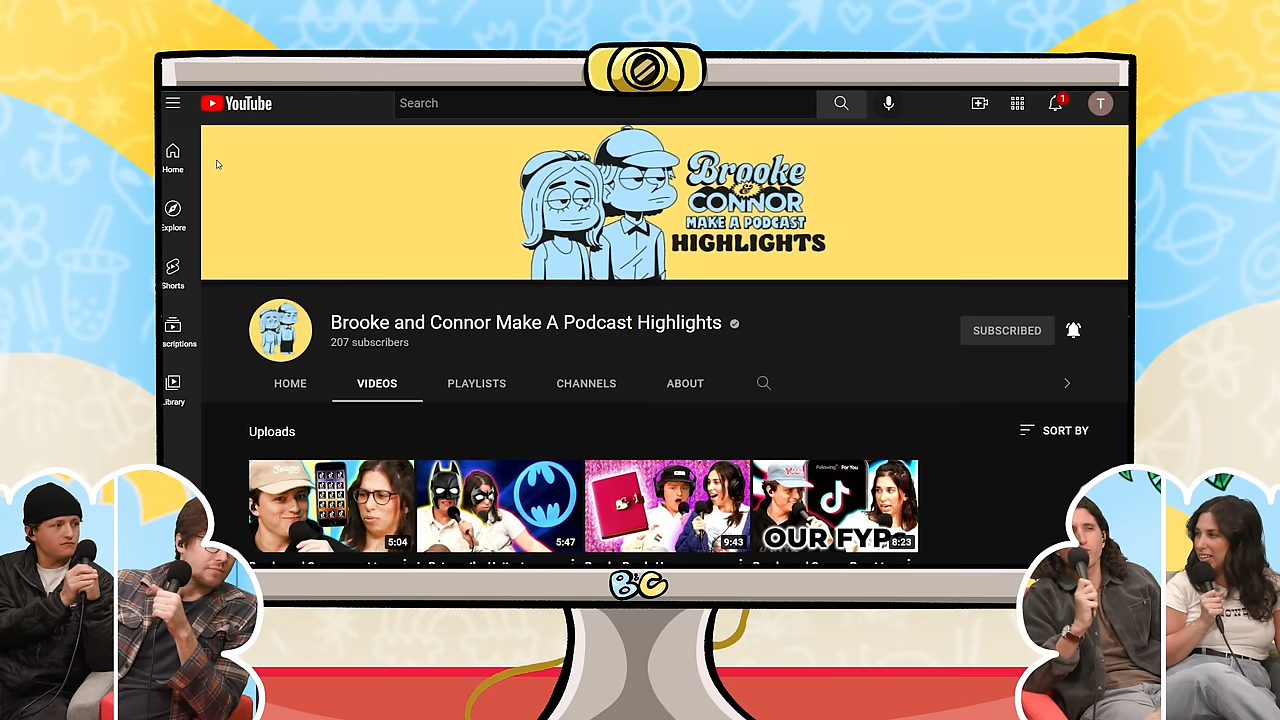 YouTube
Search
1
T
Home
Explore
Shorts
scriptions
Library
Brooke
&
CONNOR
MAKE A PODCAST
HIGHLIGHTS
Brooke and Connor Make A Podcast Highlights
207 subscribers
SUBSCRIBED
HOME VIDEOS PLAYLISTS CHANNELS ABOUT
Uploads
SORT BY
5:04
5:47
9:43
Following For You
OUR FYP
8:23
B&C